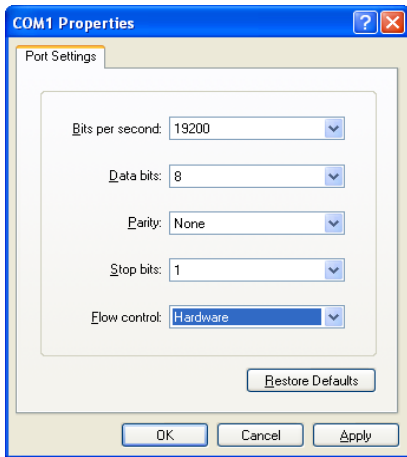 COM1 Properties
Port Settings
Bits per second: 19200
Data bits: 8
Parity: None
Stop bits: 1
Flow control: Hardware
Restore Defaults
OK Cancel Apply